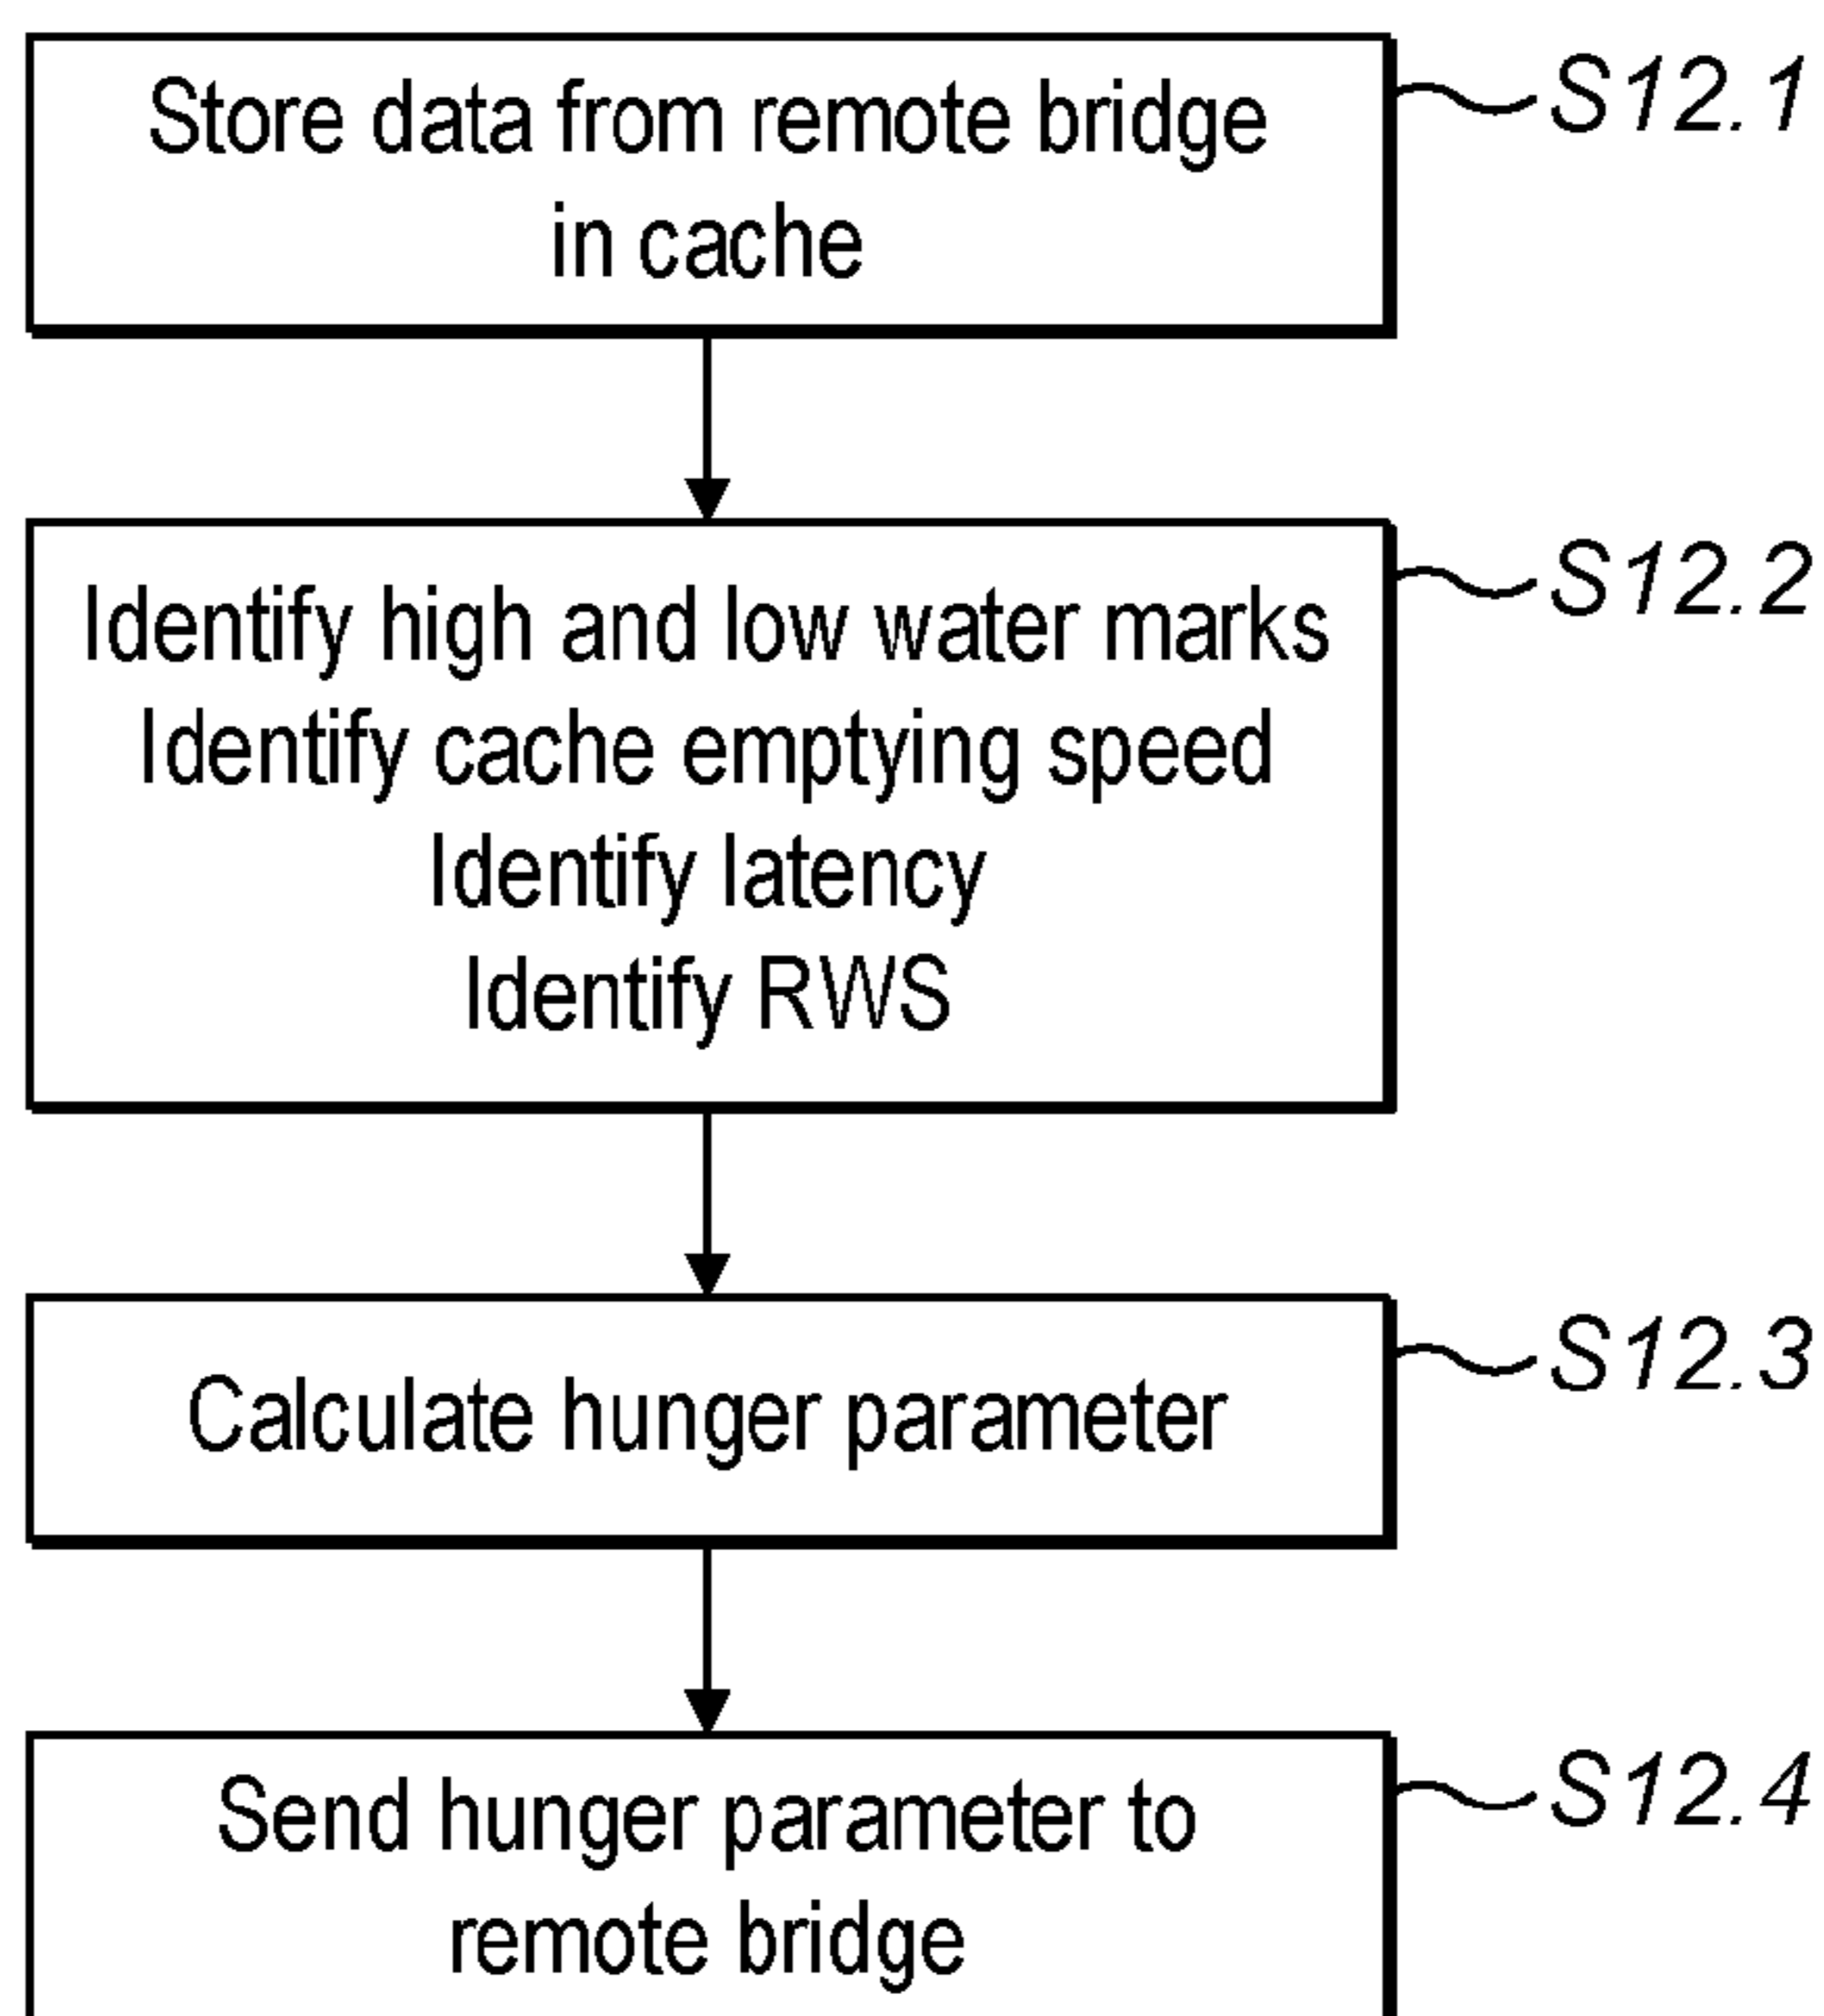 Store data from remote bridge
in cache
S12.1
Identify high and low water marks
Identify cache emptying speed
Identify latency
Identify RWS
S12.2
Calculate hunger parameter
S12.3
Send hunger parameter to
remote bridge
S12.4